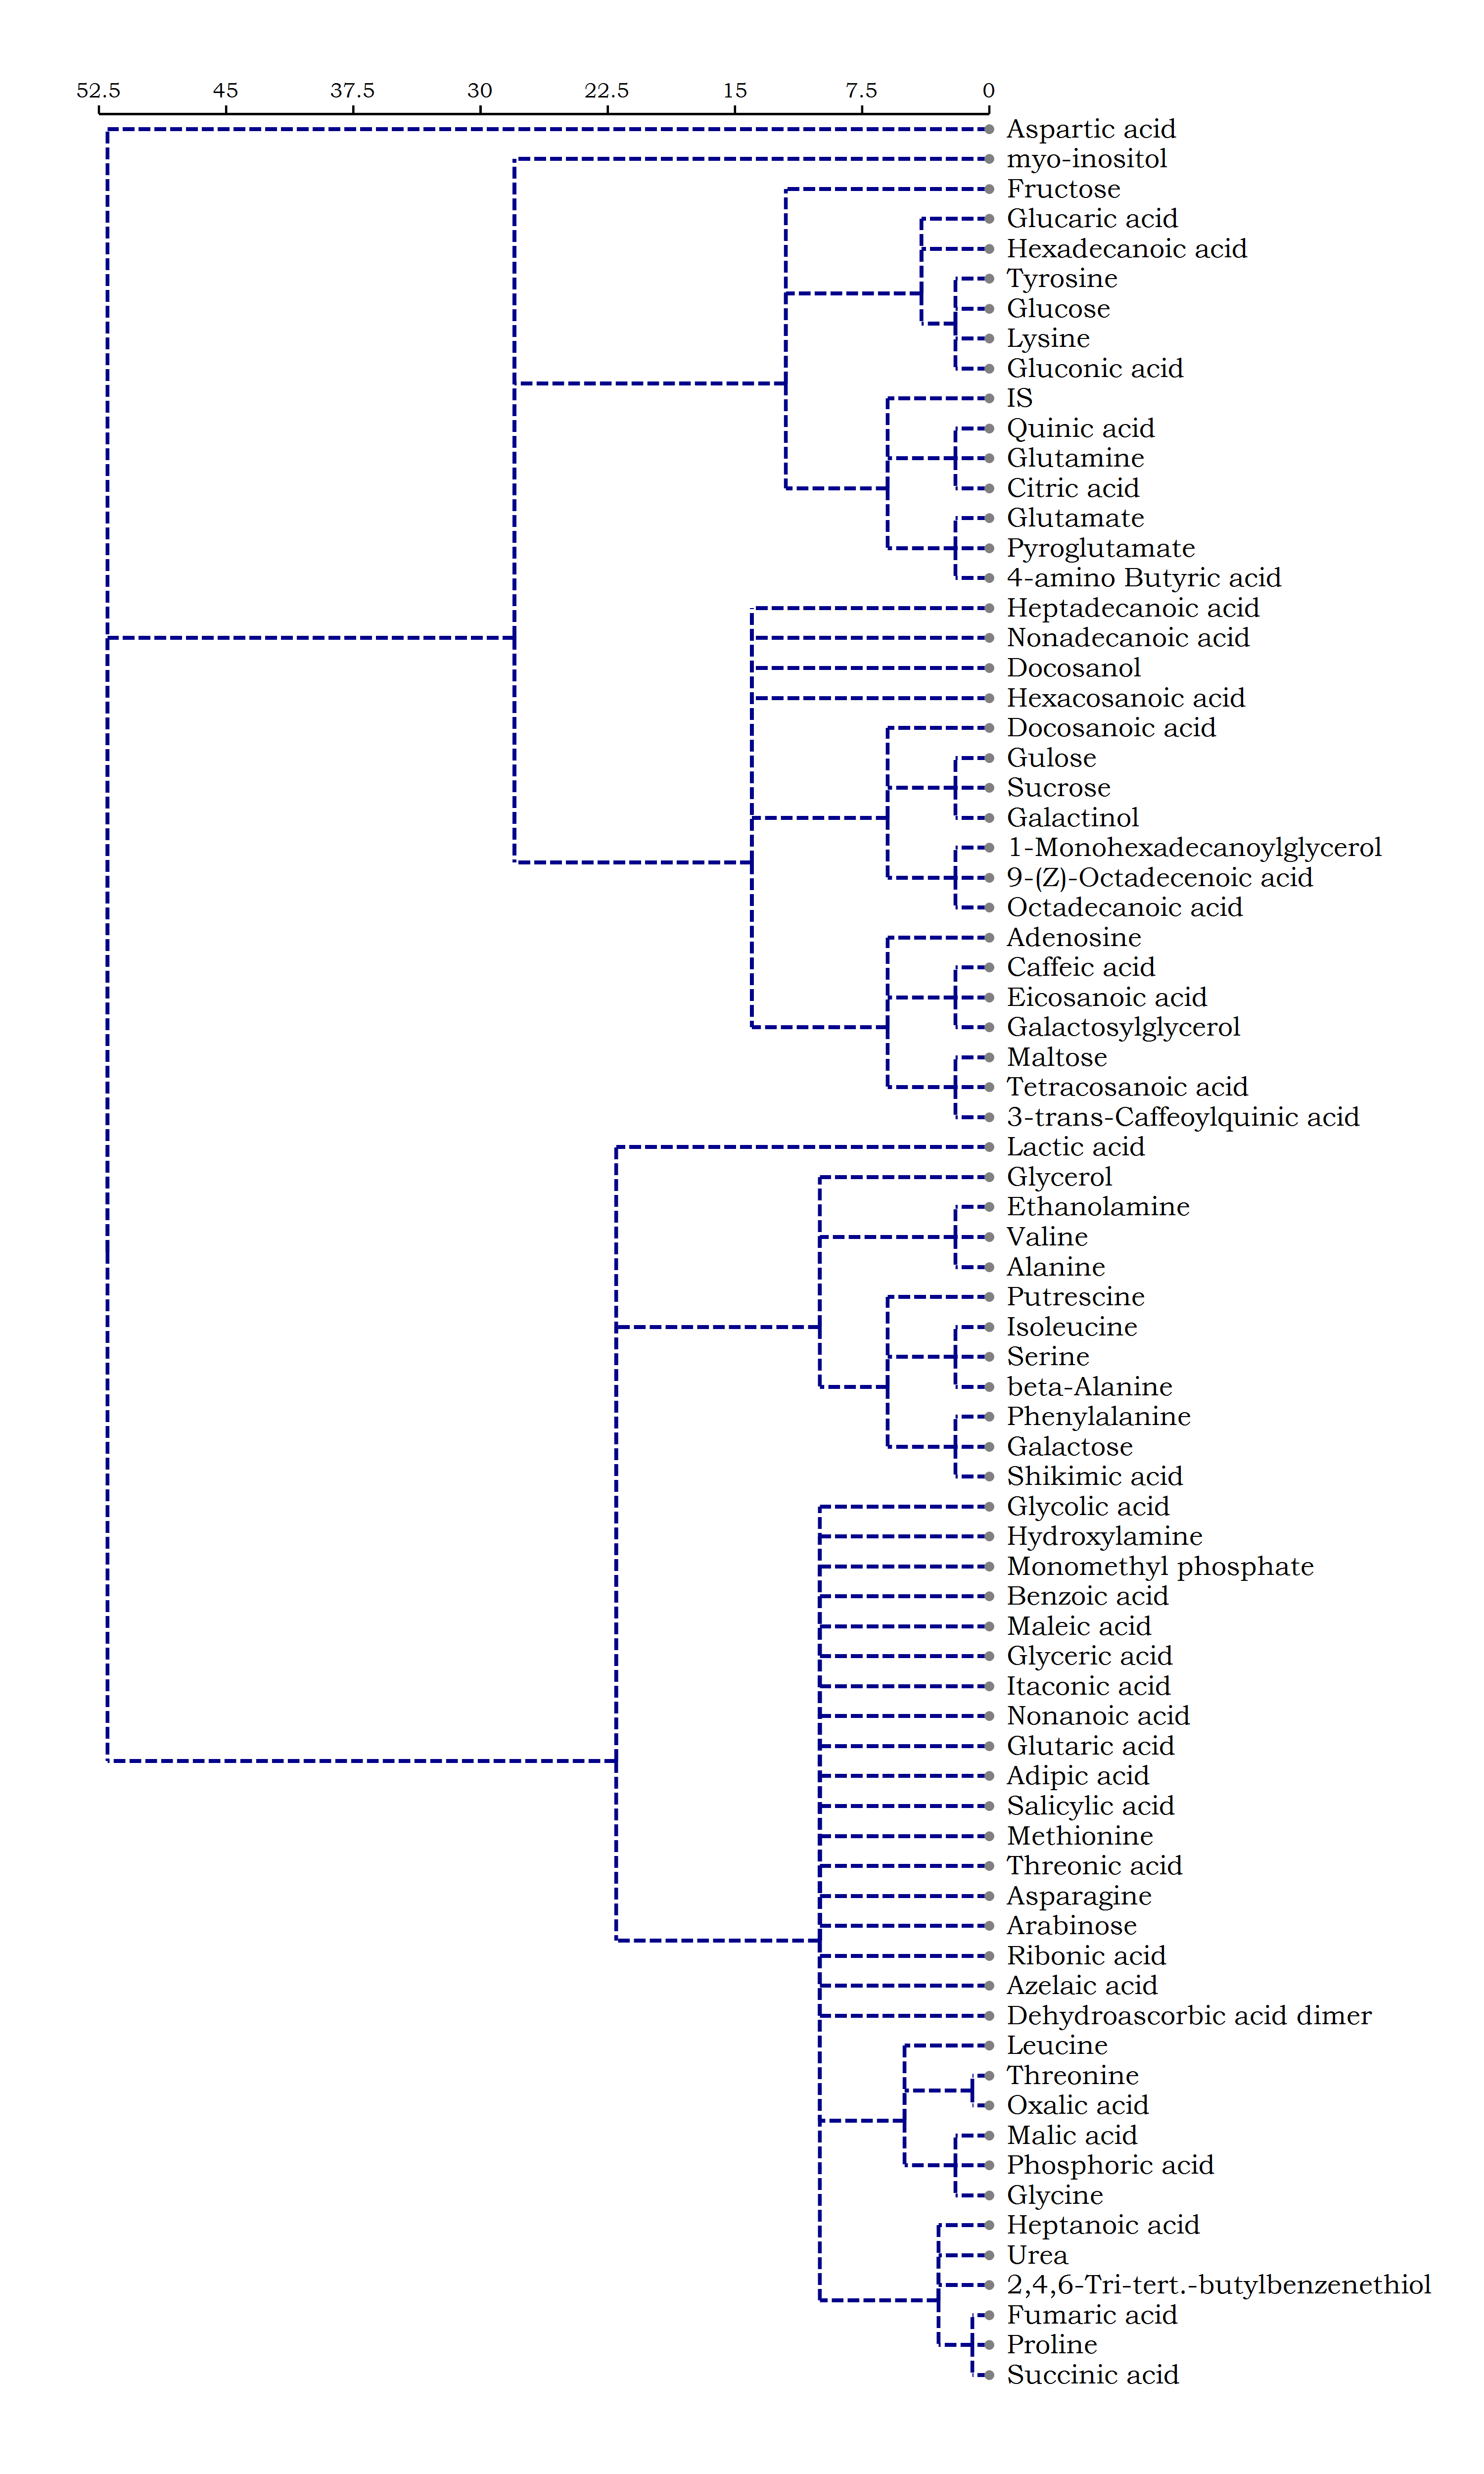 52.5 45 37.5 30 22.5 15 7.5 0
Aspartic acid
myo-inositol
Fructose
Glucaric acid
Hexadecanoic acid
Tyrosine
Glucose
Lysine
Gluconic acid
IS
Quinic acid
Glutamine
Citric acid
Glutamate
Pyroglutamate
4-amino Butyric acid
Heptadecanoic acid
Nonadecanoic acid
Docosanol
Hexacosanoic acid
Docosanoic acid
Gulose
Sucrose
Galactinol
1-Monohexadecanoylglycerol
9-(Z)-Octadecenoic acid
Octadecanoic acid
Adenosine
Caffeic acid
Eicosanoic acid
Galactosylglycerol
Maltose
Tetracosanoic acid
3-trans-Caffeoylquinic acid
Lactic acid
Glycerol
Ethanolamine
Valine
Alanine
Putrescine
Isoleucine
Serine
beta-Alanine
Phenylalanine
Galactose
Shikimic acid
Glycolic acid
Hydroxylamine
Monomethyl phosphate
Benzoic acid
Maleic acid
Glyceric acid
Itaconic acid
Nonanoic acid
Glutaric acid
Adipic acid
Salicylic acid
Methionine
Threonic acid
Asparagine
Arabinose
Ribonic acid
Azelaic acid
Dehydroascorbic acid dimer
Leucine
Threonine
Oxalic acid
Malic acid
Phosphoric acid
Glycine
Heptanoic acid
Urea
2,4,6-Tri-tert.-butylbenzenethiol
Fumaric acid
Proline
Succinic acid